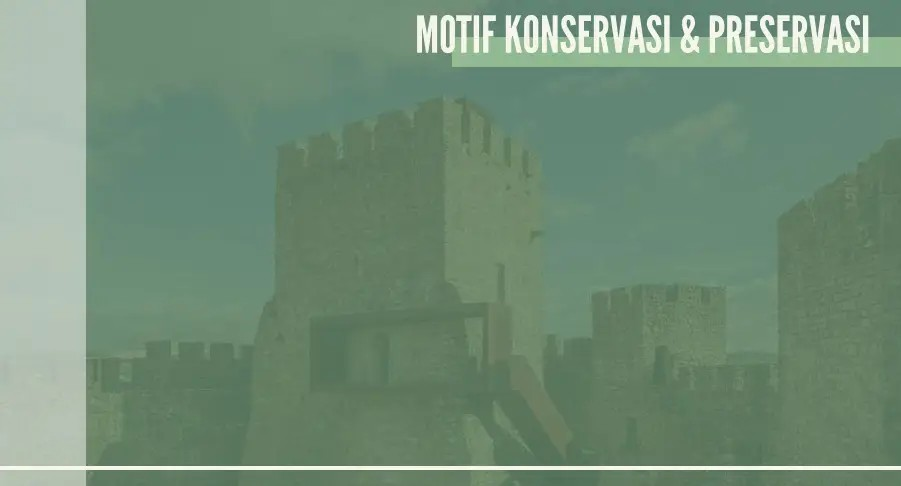 MOTIF KONSERVASI & PRESERVASI